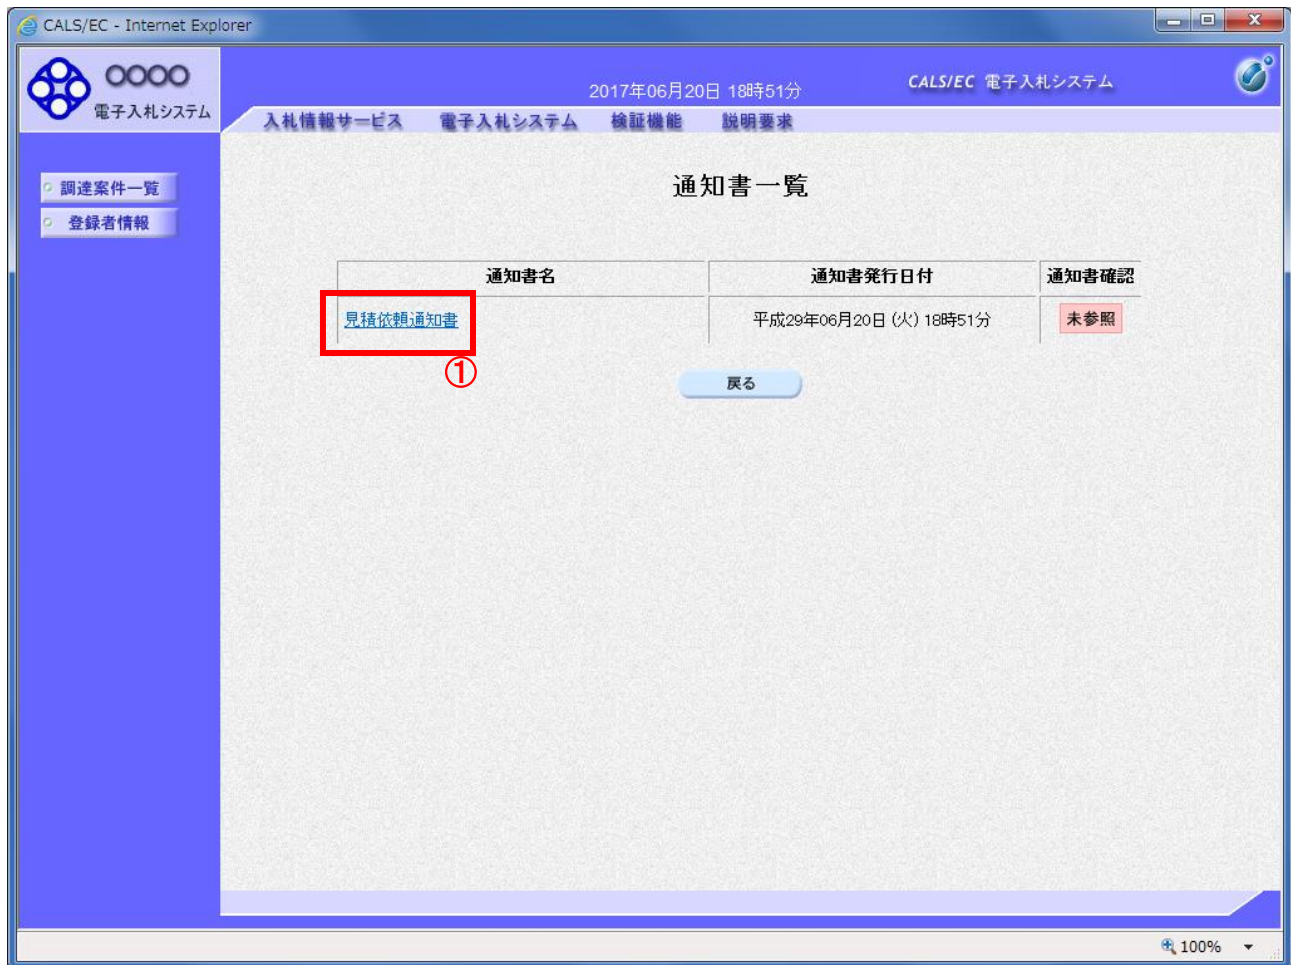 CALS/EC - Internet Explorer
○○○○
電子入札システム
2017年06月20日 18時51分
CALS/EC 電子入札システム
入札情報サービス 電子入札システム 検証機能 説明要求
調達案件一覧
登録者情報
通知書一覧
通知書名 通知書発行日付 通知書確認
見積依頼通知書 平成29年06月20日 (火) 18時51分 未参照
①
戻る
100%